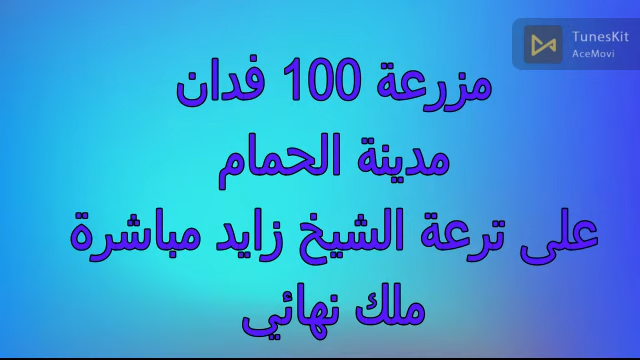 TunesKit
AceMovi
مزرعة 100 فدان
مدينة الحمام
على ترعة الشيخ زايد مباشرة
ملك نهائي